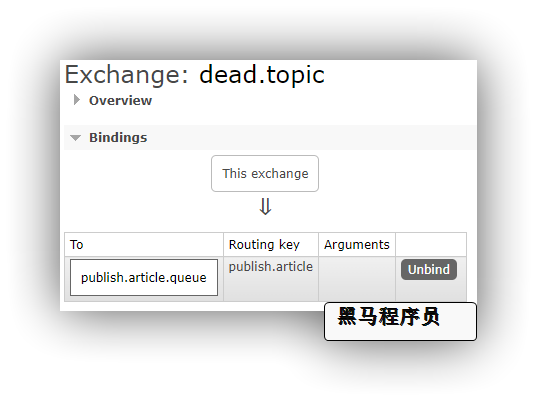 Exchange: dead.topic
Overview
Bindings
This exchange
⇓
To Routing key Arguments
publish.article.queue publish.article Unbind
黑马程序员